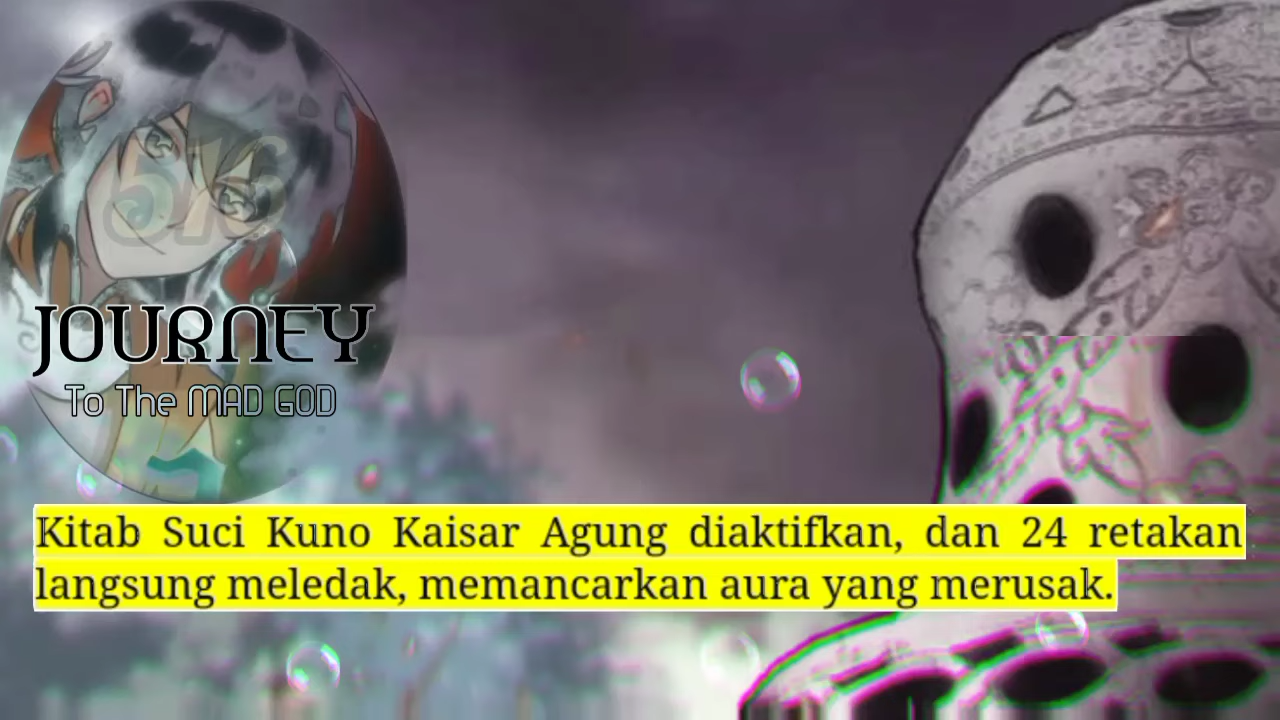 JOURNEY
To The MAD GOD
Kitab Suci Kuno Kaisar Agung diaktifkan, dan 24 retakan
langsung meledak, memancarkan aura yang merusak.